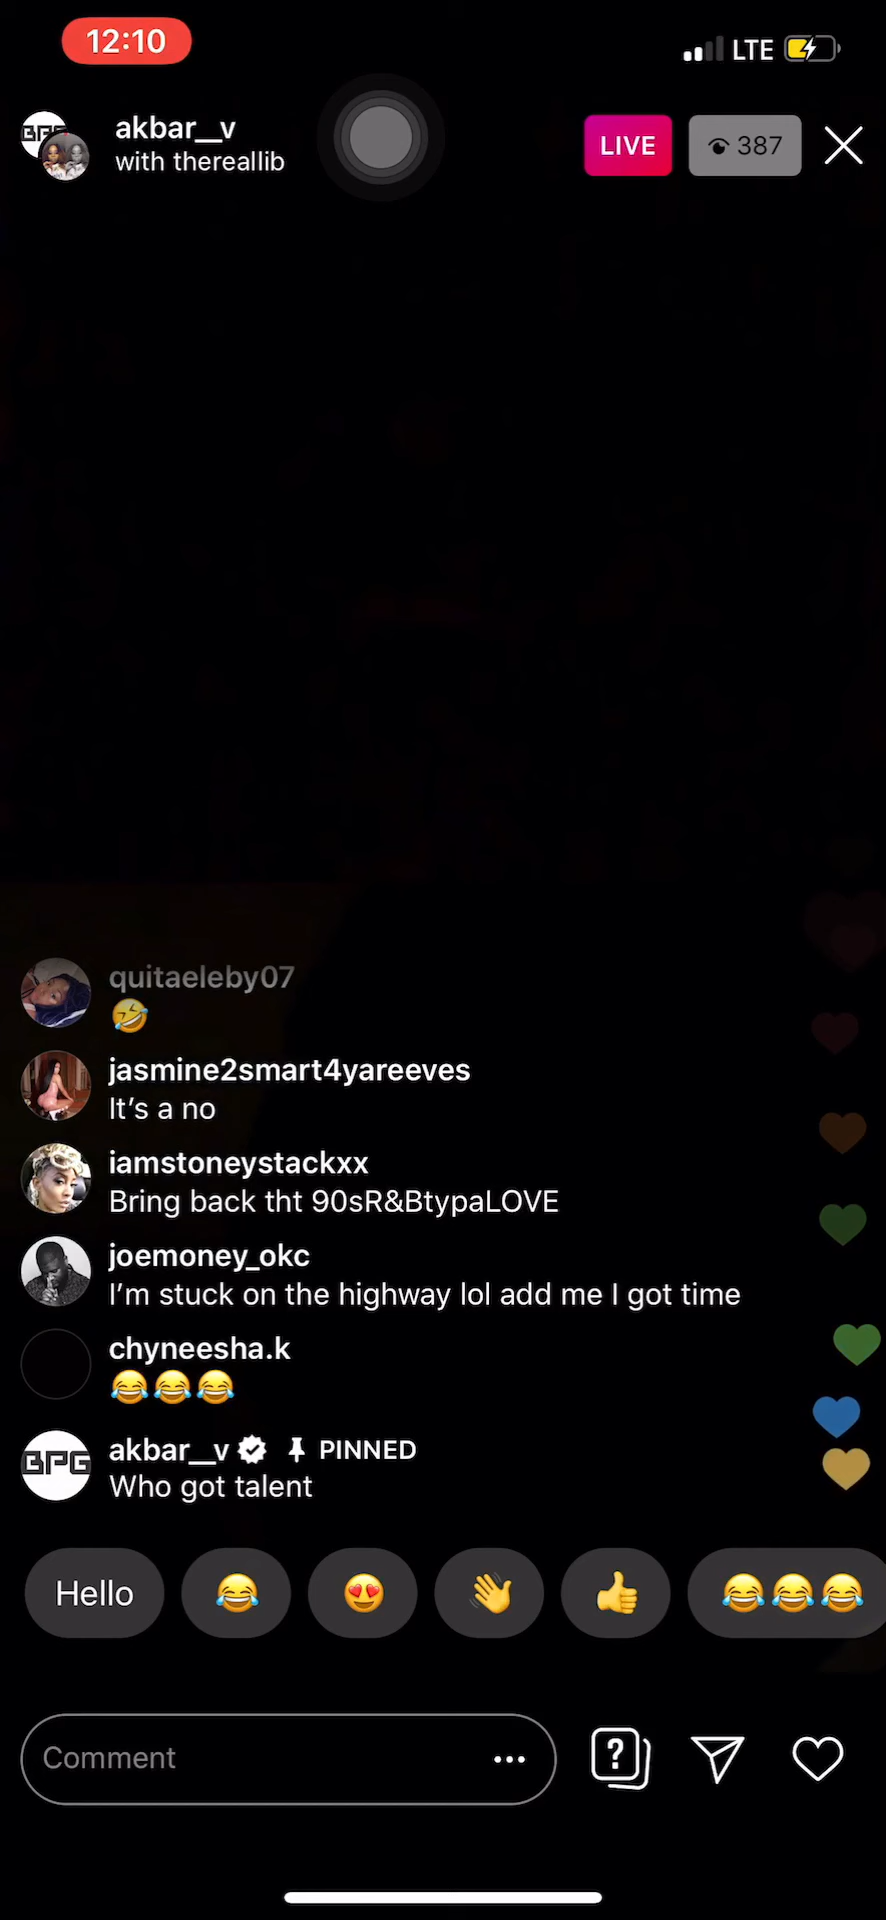 12:10
LTE
akbar__v
with thereallib
LIVE
387
quitaeleby07
🤣
jasmine2smart4yareeves
It's a no
iamstoneystackxx
Bring back tht 90sR&BtypaLOVE
joemoney_okc
I'm stuck on the highway lol add me I got time
chyneesha.k
😂😂😂
BPG
akbar__v PINNED
Who got talent
Hello 😂 😍 👋 👍 😂😂😂
Comment